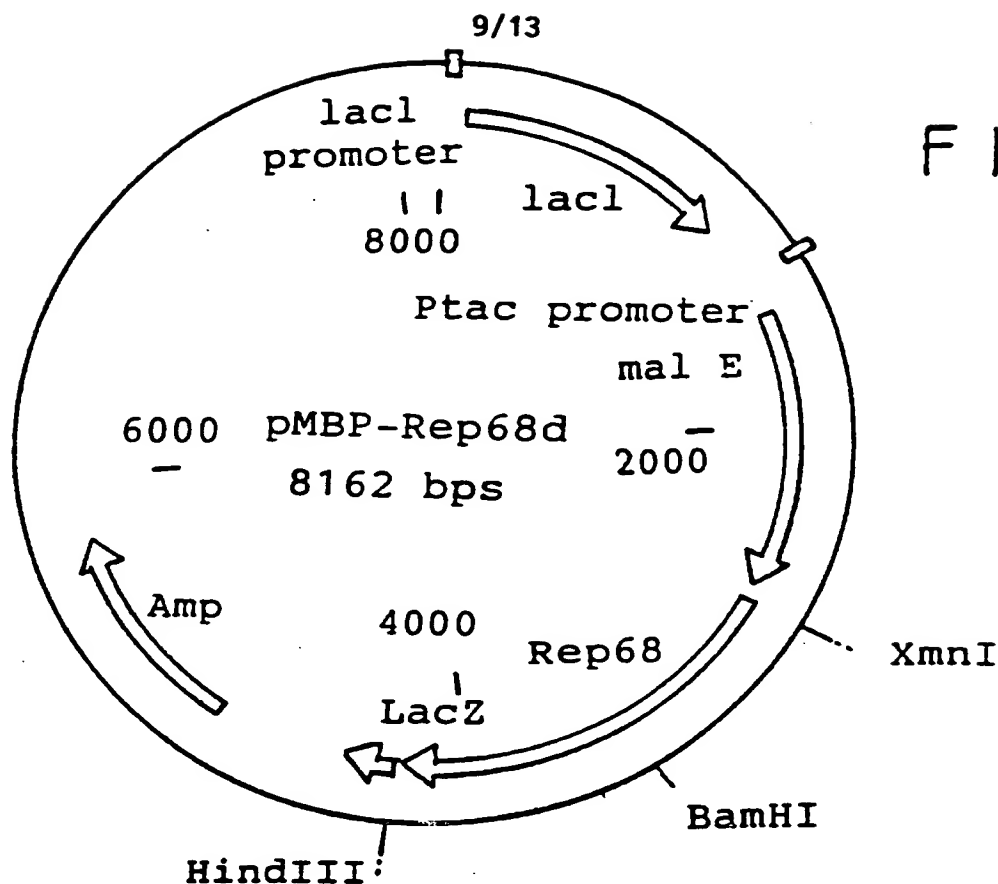 9/13
F I
lacl
promoter
lacl
8000
Ptac promoter
mal E
6000
pMBP-Rep68d
2000
8162 bps
Amp
4000
Rep68
XmnI
LacZ
BamHI
HindIII